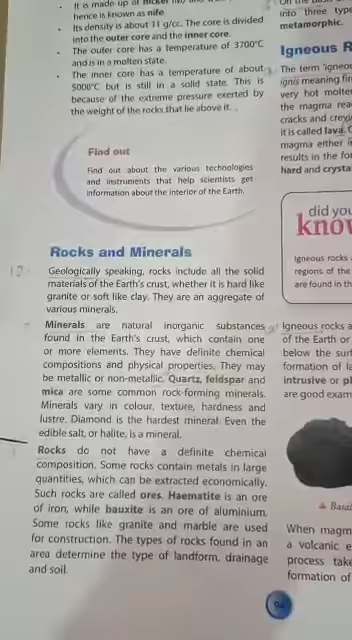 It is made up of nickel
hence is known as nife.
Its density is about 11 g/cc. The core is divided
into the outer core and the inner core.
The outer core has a temperature of 3700°C
and is in a molten state.
The inner core has a temperature of about
5000°C but is still in a solid state. This is
because of the extreme pressure exerted by
the weight of the rocks that lie above it.
Find out
Find out about the various technologies
and instruments that help scientists get
information about the interior of the Earth.
Rocks and Minerals
Geologically speaking, rocks include all the solid
materials of the Earth's crust, whether it is hard like
granite or soft like clay. They are an aggregate of
various minerals.
Minerals are natural inorganic substances
found in the Earth's crust, which contain one
or more elements. They have definite chemical
compositions and physical properties. They may
be metallic or non-metallic. Quartz, feldspar and
mica are some common rock-forming minerals.
Minerals vary in colour, texture, hardness and
lustre. Diamond is the hardest mineral. Even the
edible salt, or halite, is a mineral.
Rocks do not have a definite chemical
composition. Some rocks contain metals in large
quantities, which can be extracted economically.
Such rocks are called ores. Haematite is an ore
of iron, while bauxite is an ore of aluminium.
Some rocks like granite and marble are used
for construction. The types of rocks found in an
area determine the type of landform, drainage
and soil.
into three type
metamorphic.
Igneous R
The term 'igneou
ignis meaning fir
very hot molte
the magma rea
cracks and crevi
it is called lava.
magma either i
results in the fo
hard and crysta
did you
know
Igneous rocks
regions of the
are found in th
Igneous rocks a
of the Earth or
below the surf
formation of la
intrusive or pl
are good exam
Basal
When magm
a volcanic e
process take
formation of